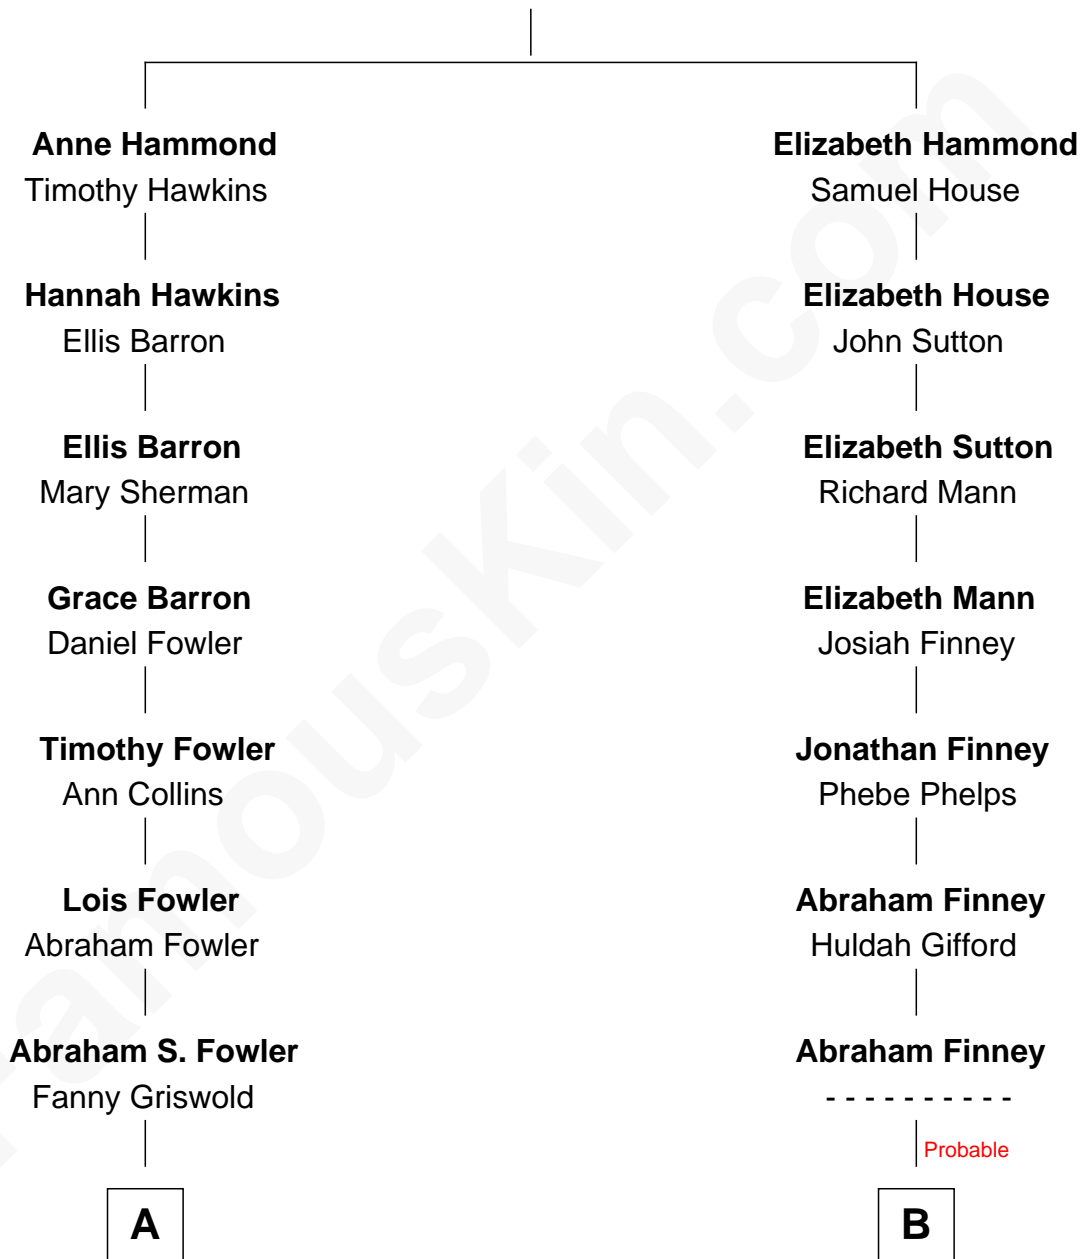 Anne Hammond
Timothy Hawkins
Hannah Hawkins
Ellis Barron
Ellis Barron
Mary Sherman
Grace Barron
Daniel Fowler
Timothy Fowler
Ann Collins
Lois Fowler
Abraham Fowler
Abraham S. Fowler
Fanny Griswold
A
Elizabeth Hammond
Samuel House
Elizabeth House
John Sutton
Elizabeth Sutton
Richard Mann
Elizabeth Mann
Josiah Finney
Jonathan Finney
Phebe Phelps
Abraham Finney
Huldah Gifford
Abraham Finney
- - - - - - - - - -
Probable
B
FamousKin.com